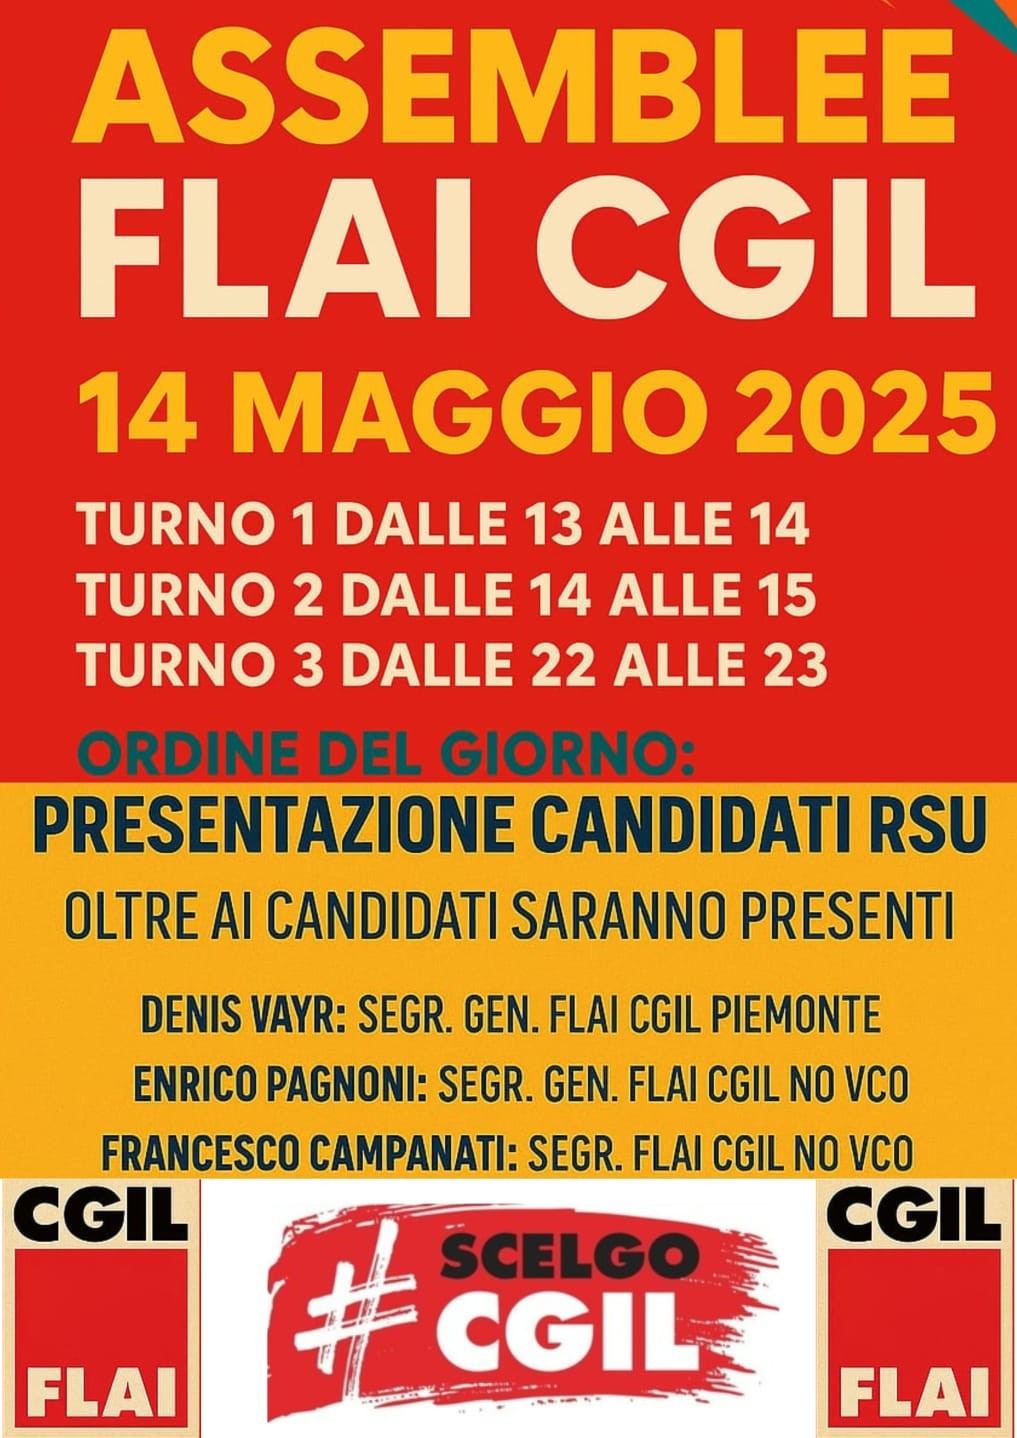 ASSEMBLEE
FLAI CGIL
14 MAGGIO 2025
TURNO 1 DALLE 13 ALLE 14
TURNO 2 DALLE 14 ALLE 15
TURNO 3 DALLE 22 ALLE 23
ORDINE DEL GIORNO:
PRESENTAZIONE CANDIDATI RSU
OLTRE AI CANDIDATI SARANNO PRESENTI
DENIS VAYR: SEGR. GEN. FLAI CGIL PIEMONTE
ENRICO PAGNONI: SEGR. GEN. FLAI CGIL NO VCO
FRANCESCO CAMPANATI: SEGR. FLAI CGIL NO VCO
CGIL
FLAI
#SCELGO
CGIL
CGIL
FLAI